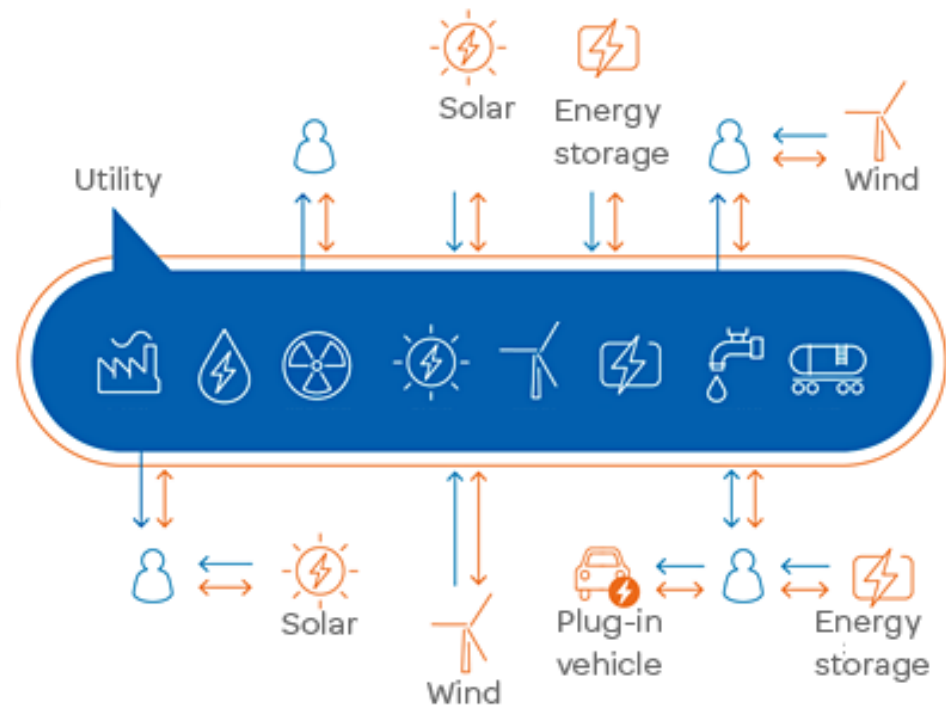 Solar
Energy
storage
Wind
Utility
Solar
Wind
Plug-in
vehicle
Energy
storage